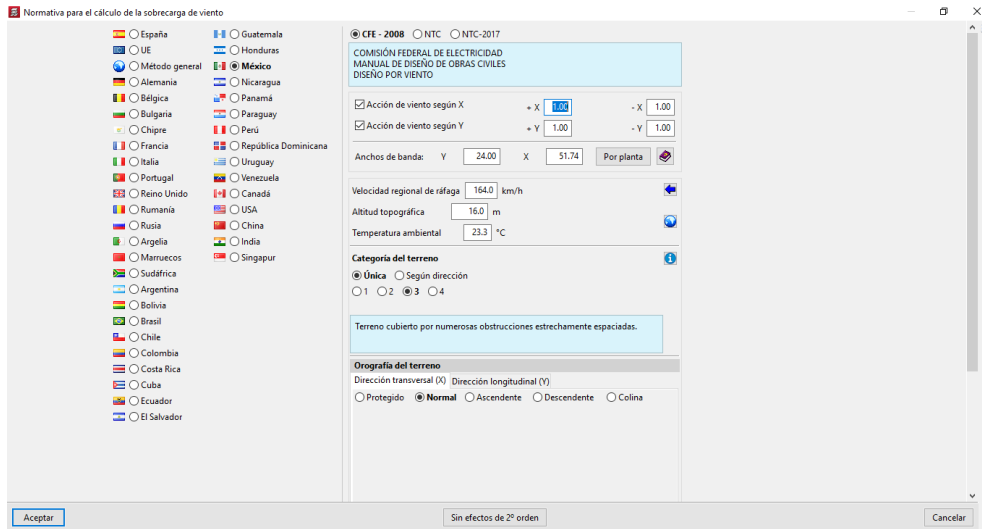 Normativa para el cálculo de la sobrecarga de viento
España
UE
Método general
Alemania
Bélgica
Bulgaria
Chipre
Francia
Italia
Portugal
Reino Unido
Rumanía
Rusia
Argelia
Marruecos
Sudáfrica
Argentina
Bolivia
Brasil
Chile
Colombia
Costa Rica
Cuba
Ecuador
El Salvador
Guatemala
Honduras
México
Nicaragua
Panamá
Paraguay
Perú
República Dominicana
Uruguay
Venezuela
Canadá
USA
China
India
Singapur
CFE - 2008 NTC NTC-2017
COMISIÓN FEDERAL DE ELECTRICIDAD
MANUAL DE DISEÑO DE OBRAS CIVILES
DISEÑO POR VIENTO
Acción de viento según X + X 1.00 - X 1.00
Acción de viento según Y + Y 1.00 - Y 1.00
Anchos de banda: Y 24.00 X 51.74 Por planta
Velocidad regional de ráfaga 164.0 km/h
Altitud topográfica 16.0 m
Temperatura ambiental 23.3 °C
Categoría del terreno
Única Según dirección
1 2 3 4
Terreno cubierto por numerosas obstrucciones estrechamente espaciadas.
Orografía del terreno
Dirección transversal (X) Dirección longitudinal (Y)
Protegido Normal Ascendente Descendente Colina
Aceptar Sin efectos de 2º orden Cancelar